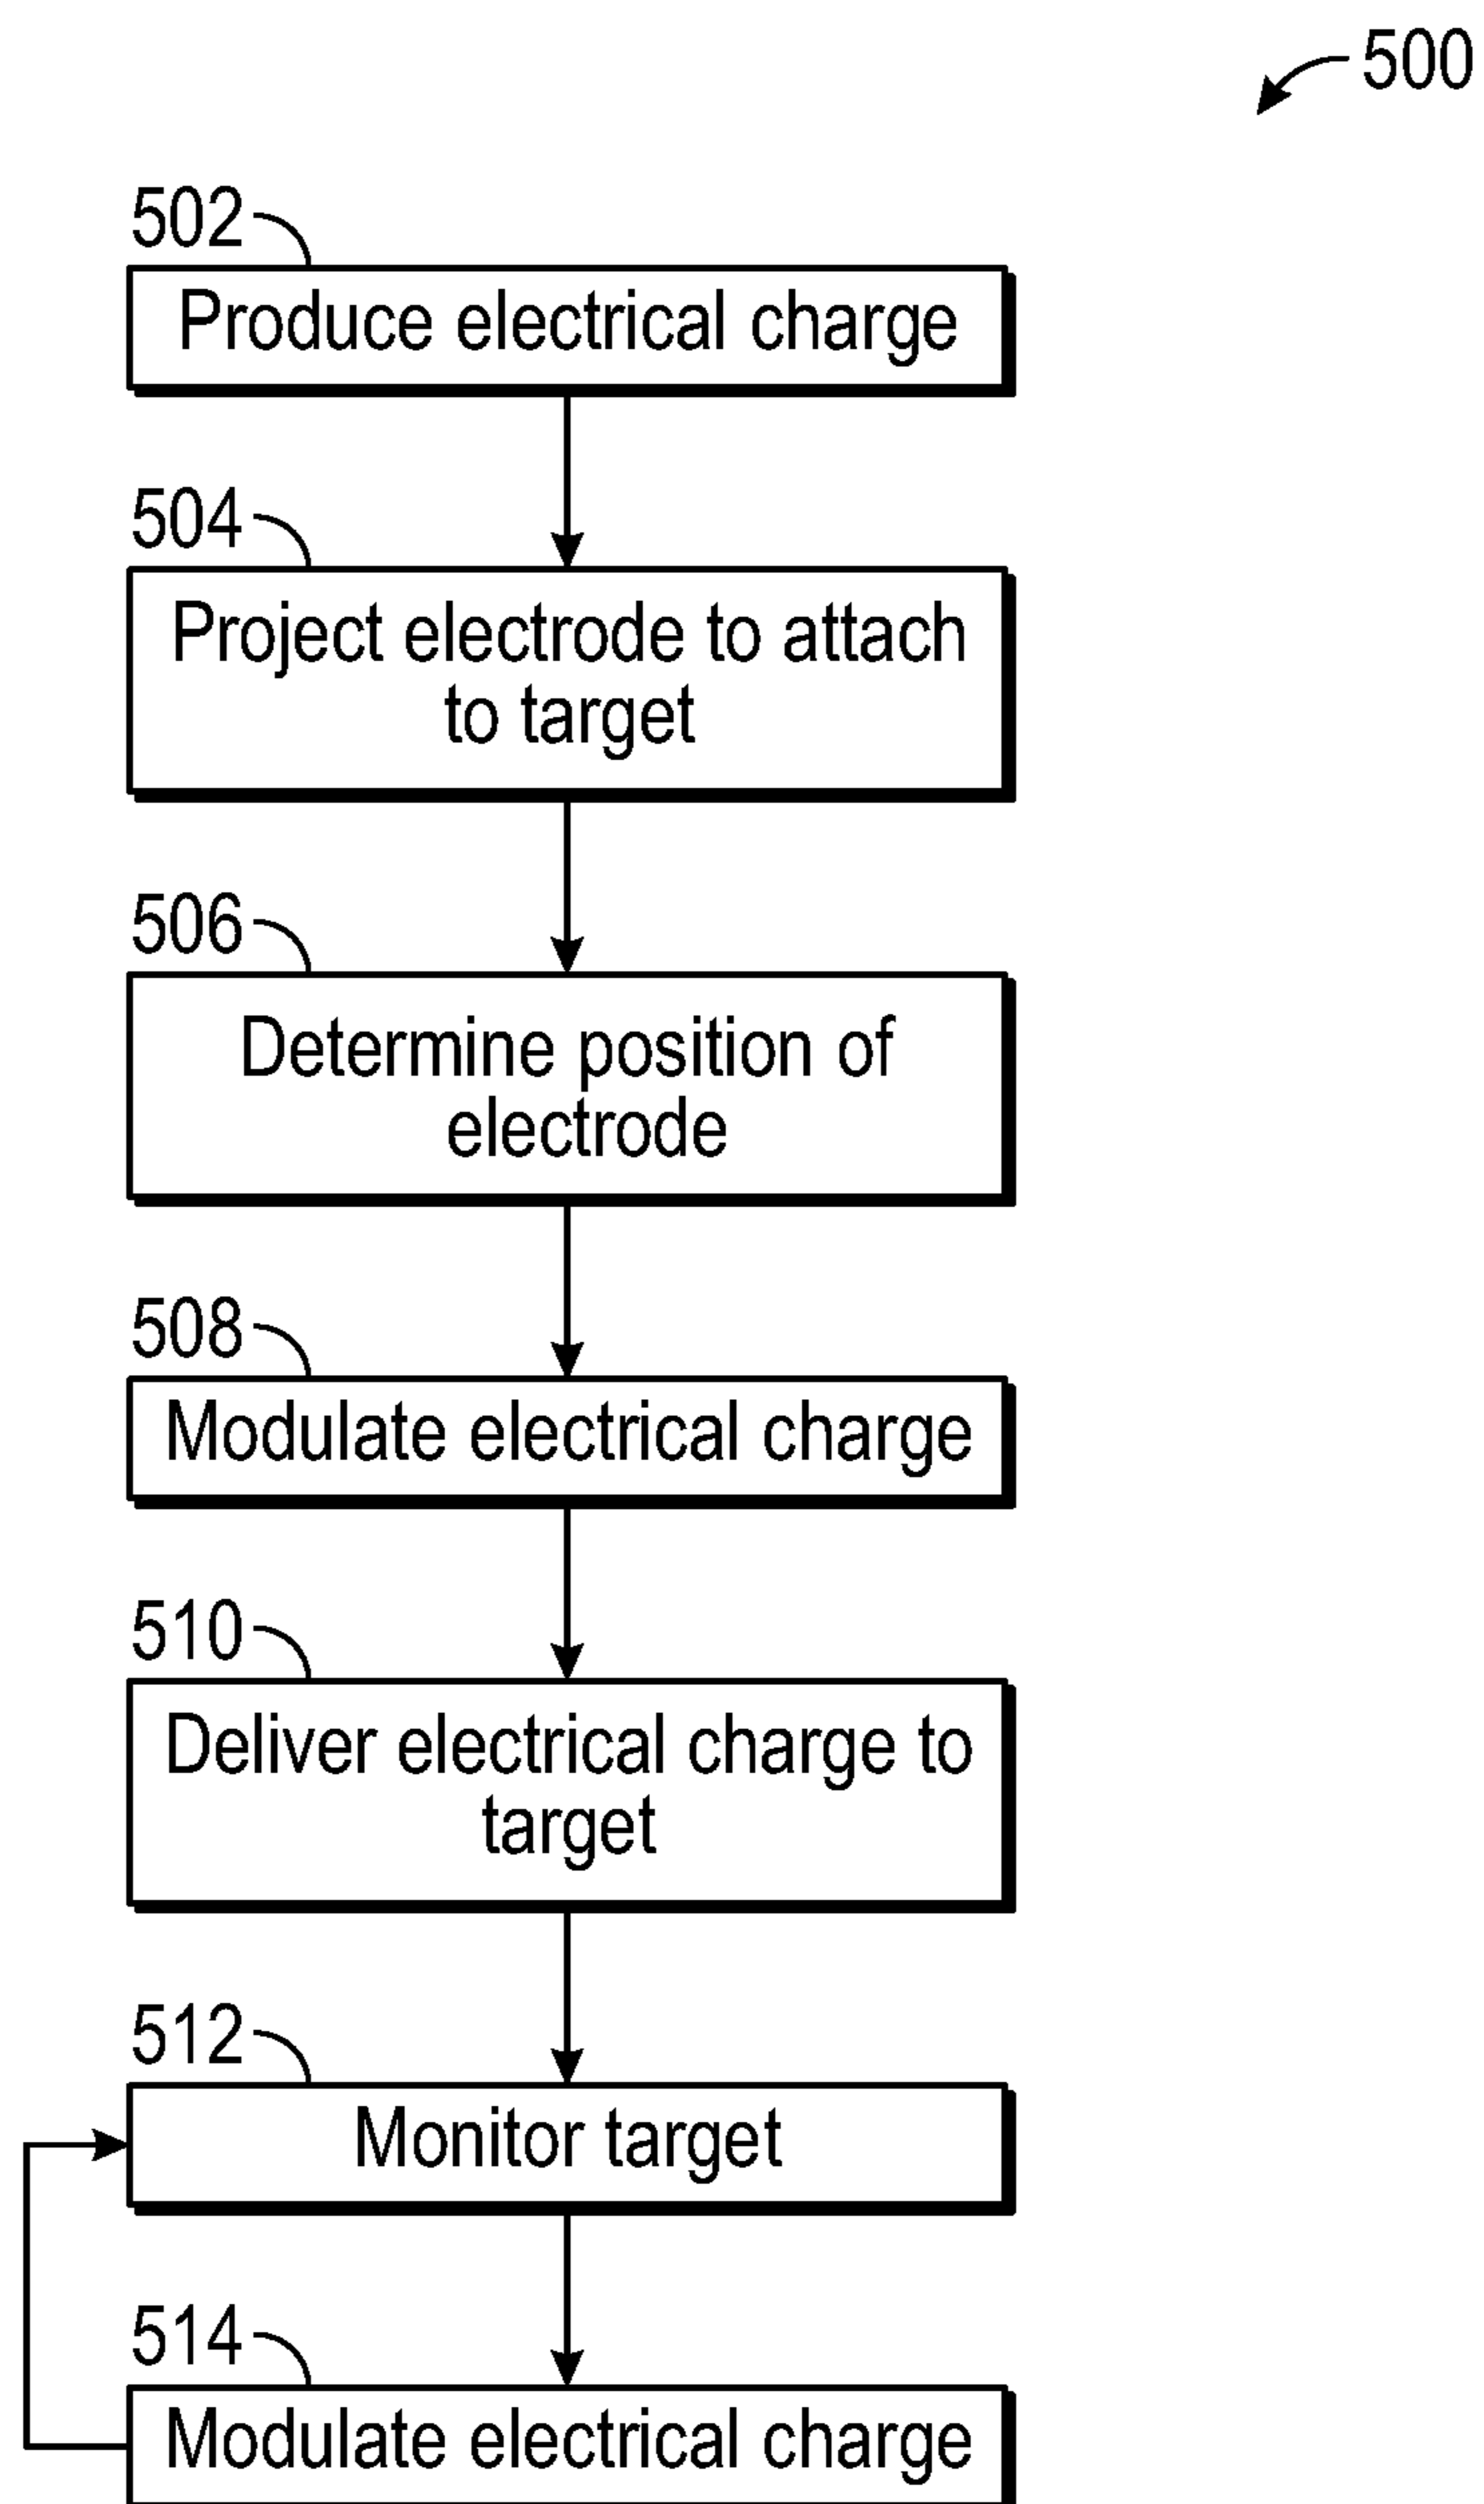 500
502
Produce electrical charge
504
Project electrode to attach
to target
506
Determine position of
electrode
508
Modulate electrical charge
510
Deliver electrical charge to
target
512
Monitor target
514
Modulate electrical charge